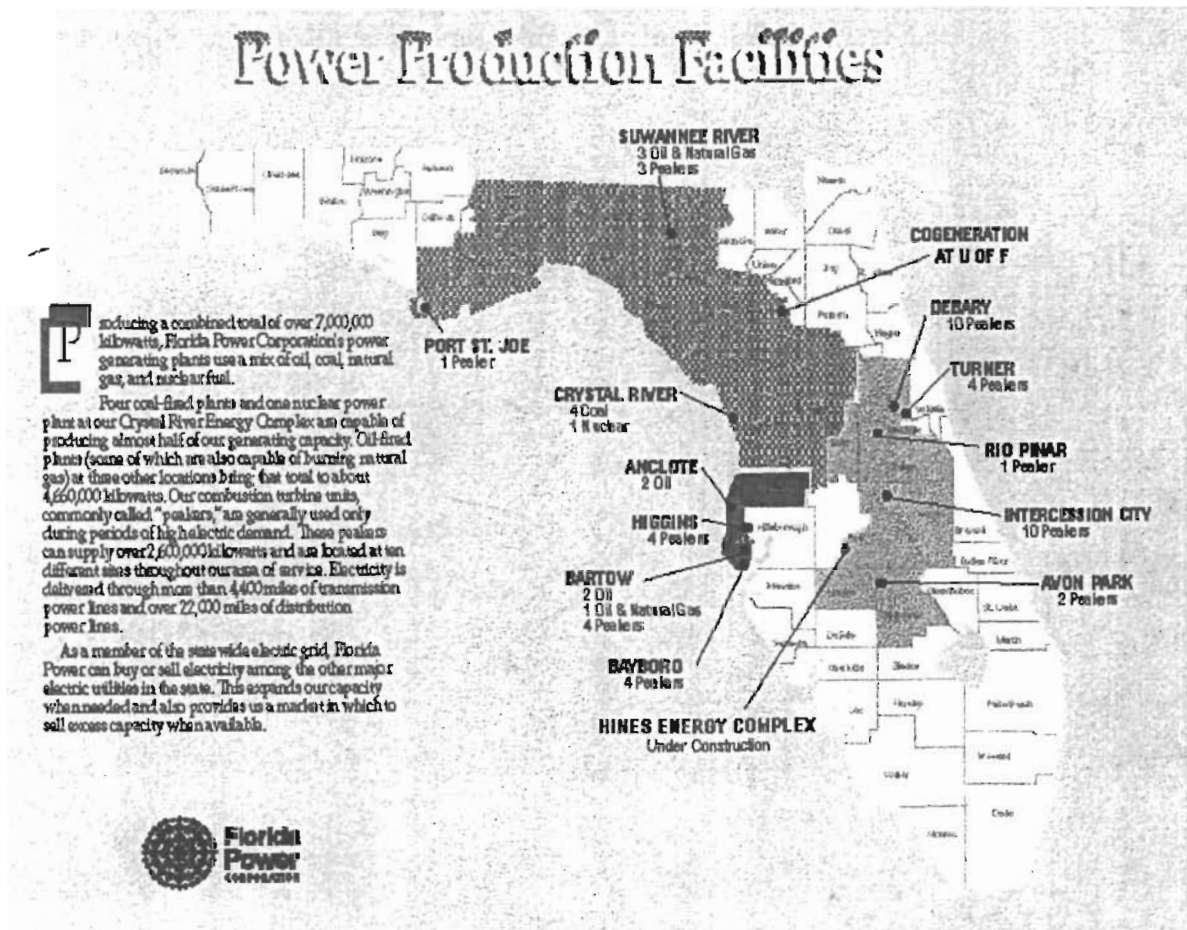 Power Production Facilities
SUWANNEE RIVER
3 Oil & Natural Gas
3 Peakers
COGENERATION
AT U OF F
DEBARY
10 Peakers
TURNER
4 Peakers
PORT ST. JOE
1 Peaker
CRYSTAL RIVER
4 Coal
1 Nuclear
RIO PINAR
1 Peaker
ANCLOTE
2 Oil
INTERCESSION CITY
10 Peakers
HIGGINS
4 Peakers
AVON PARK
2 Peakers
BARTOW
2 Oil
1 Oil & Natural Gas
4 Peakers
BAYBORO
4 Peakers
HINES ENERGY COMPLEX
Under Construction
Producing a combined total of over 7,000,000
kilowatts, Florida Power Corporation's power
generating plants use a mix of oil, coal, natural
gas, and nuclear fuel.
Four coal-fired plants and one nuclear power
plant at our Crystal River Energy Complex are capable of
producing almost half of our generating capacity. Oil-fired
plants (some of which are also capable of burning natural
gas) at three other locations bring that total to about
4,660,000 kilowatts. Our combustion turbine units,
commonly called "peakers," are generally used only
during periods of high electric demand. These peakers
can supply over 2,600,000 kilowatts and are located at ten
different sites throughout our area of service. Electricity is
delivered through more than 4,400 miles of transmission
power lines and over 22,000 miles of distribution
power lines.
As a member of the state wide electric grid, Florida
Power can buy or sell electricity among the other major
electric utilities in the state. This expands our capacity
when needed and also provides us a market in which to
sell excess capacity when available.
Washington
Hillsborough
Union
St. Lucie
Martin
Dade
Florida
Power
CORPORATION